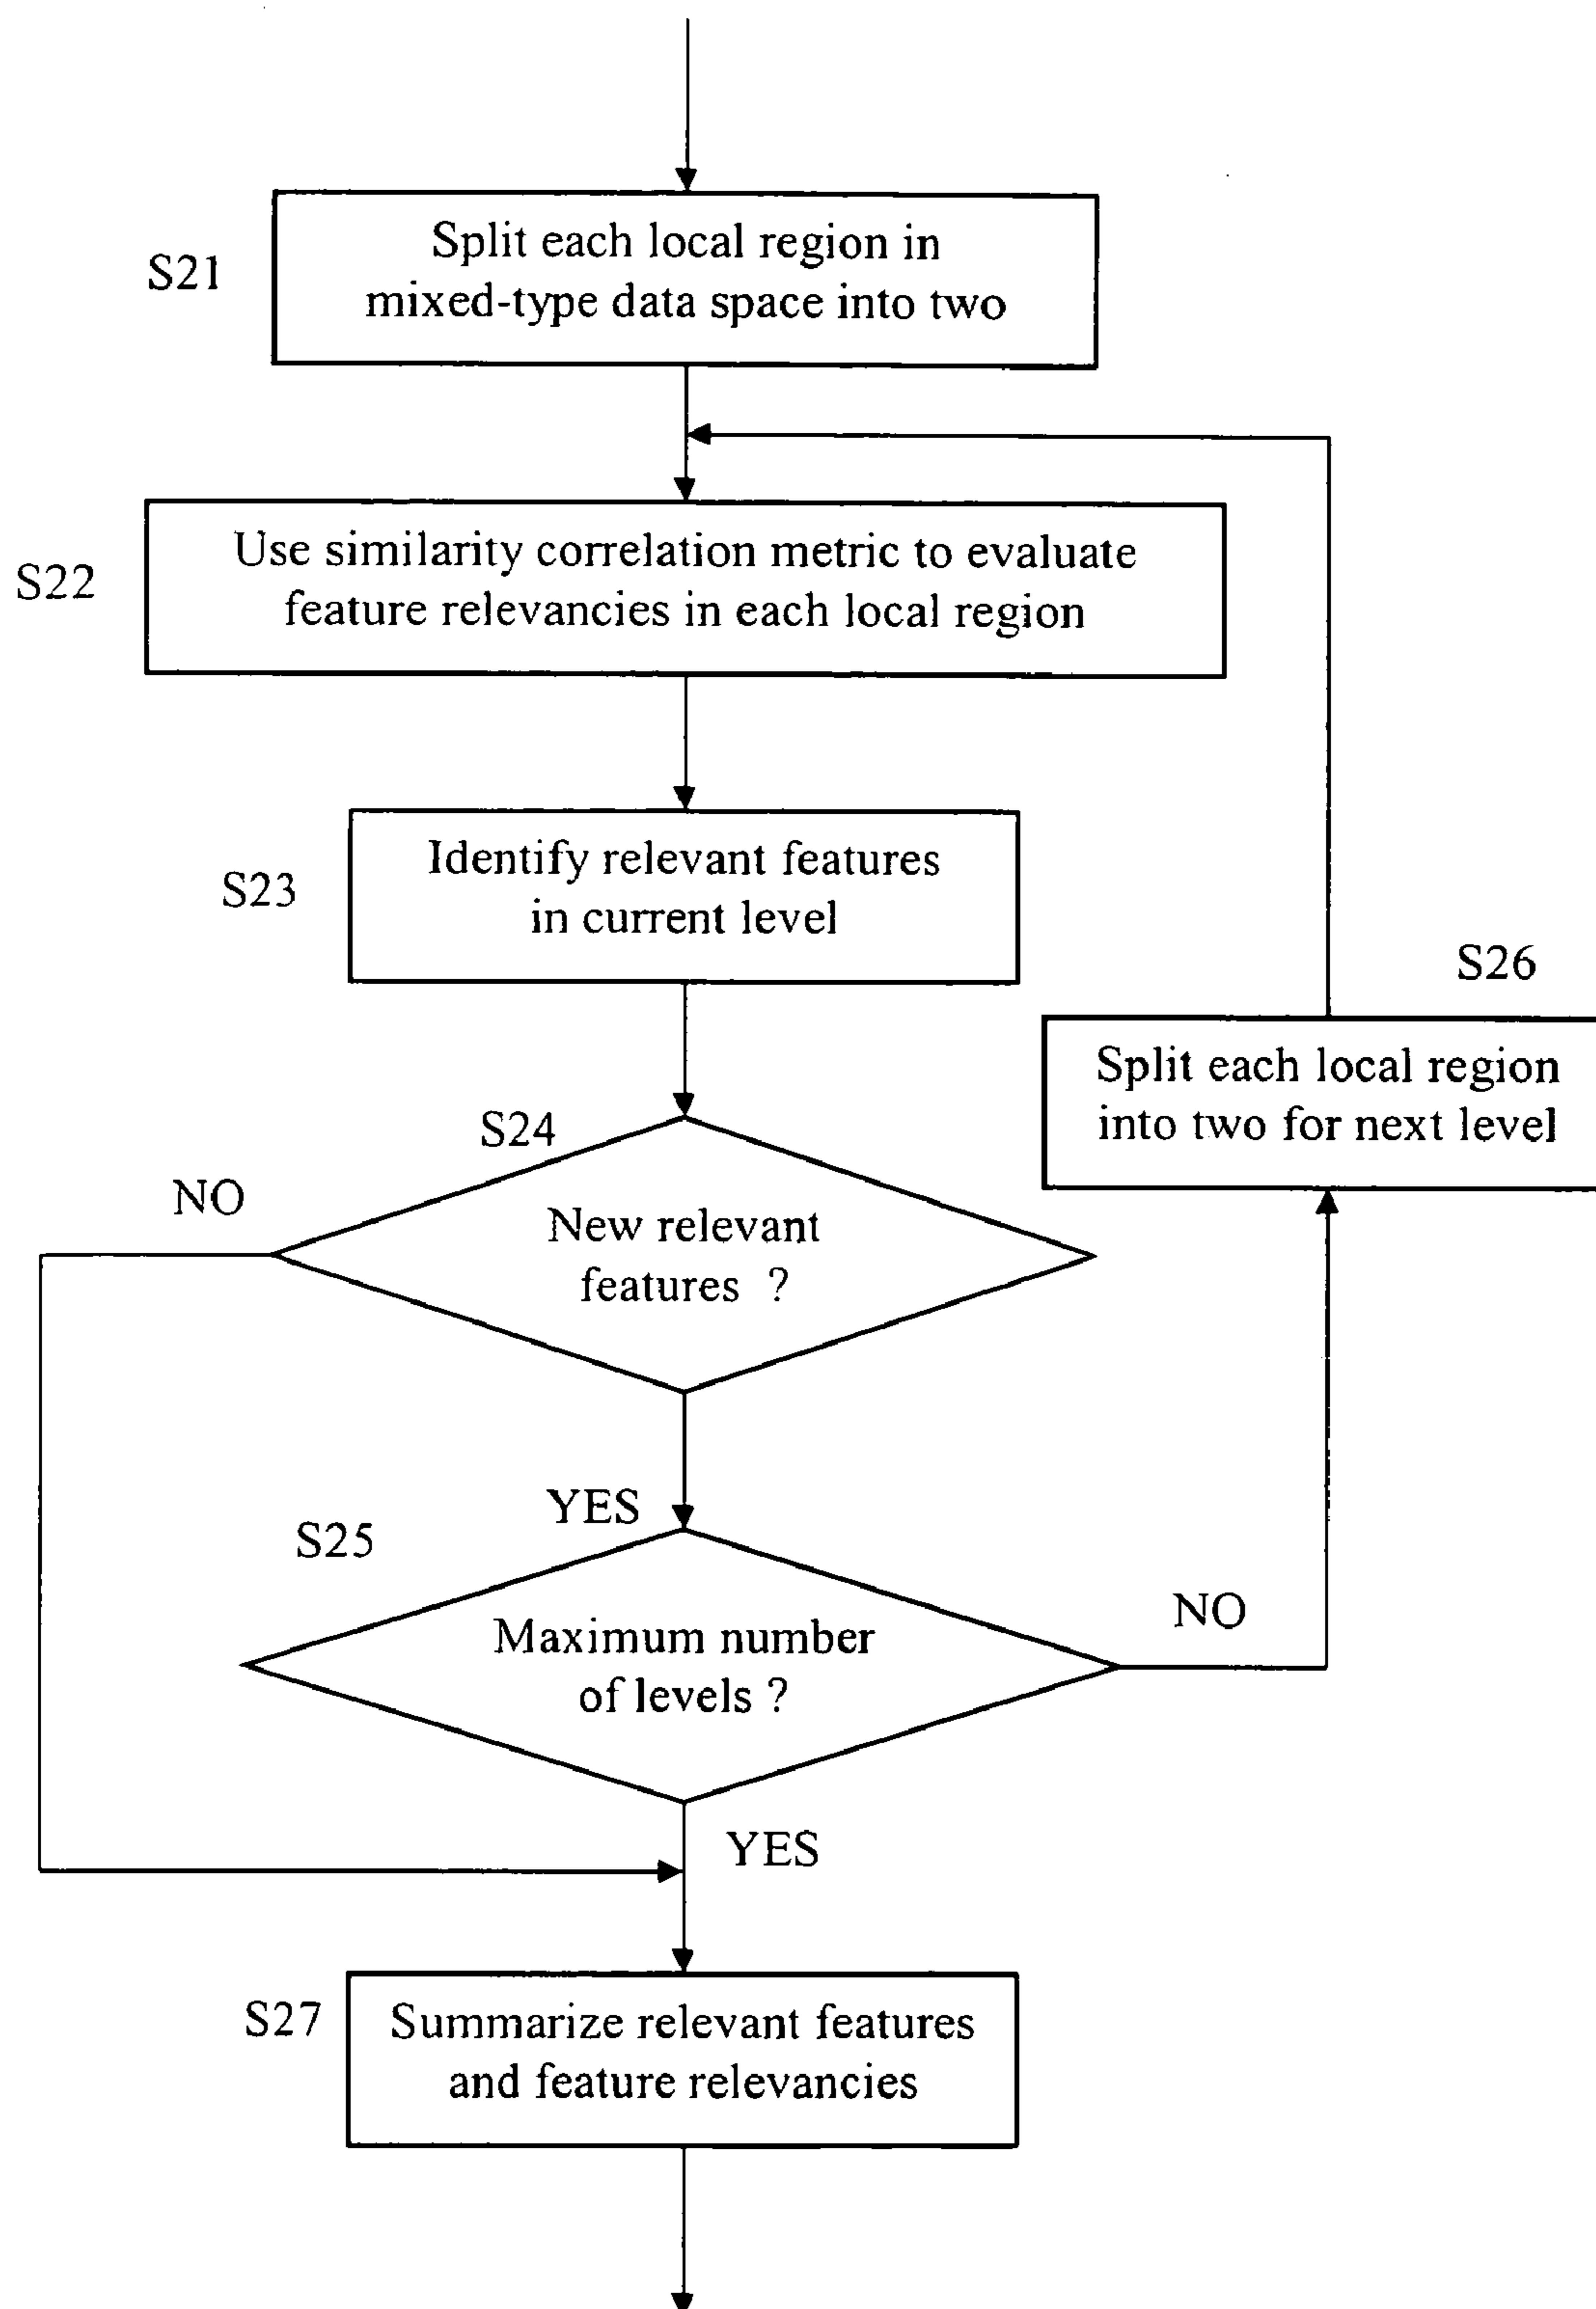 S21
Split each local region in
mixed-type data space into two
S22
Use similarity correlation metric to evaluate
feature relevancies in each local region
S23
Identify relevant features
in current level
S26
Split each local region
into two for next level
S24
NO
New relevant
features ?
YES
S25
NO
Maximum number
of levels ?
YES
S27
Summarize relevant features
and feature relevancies